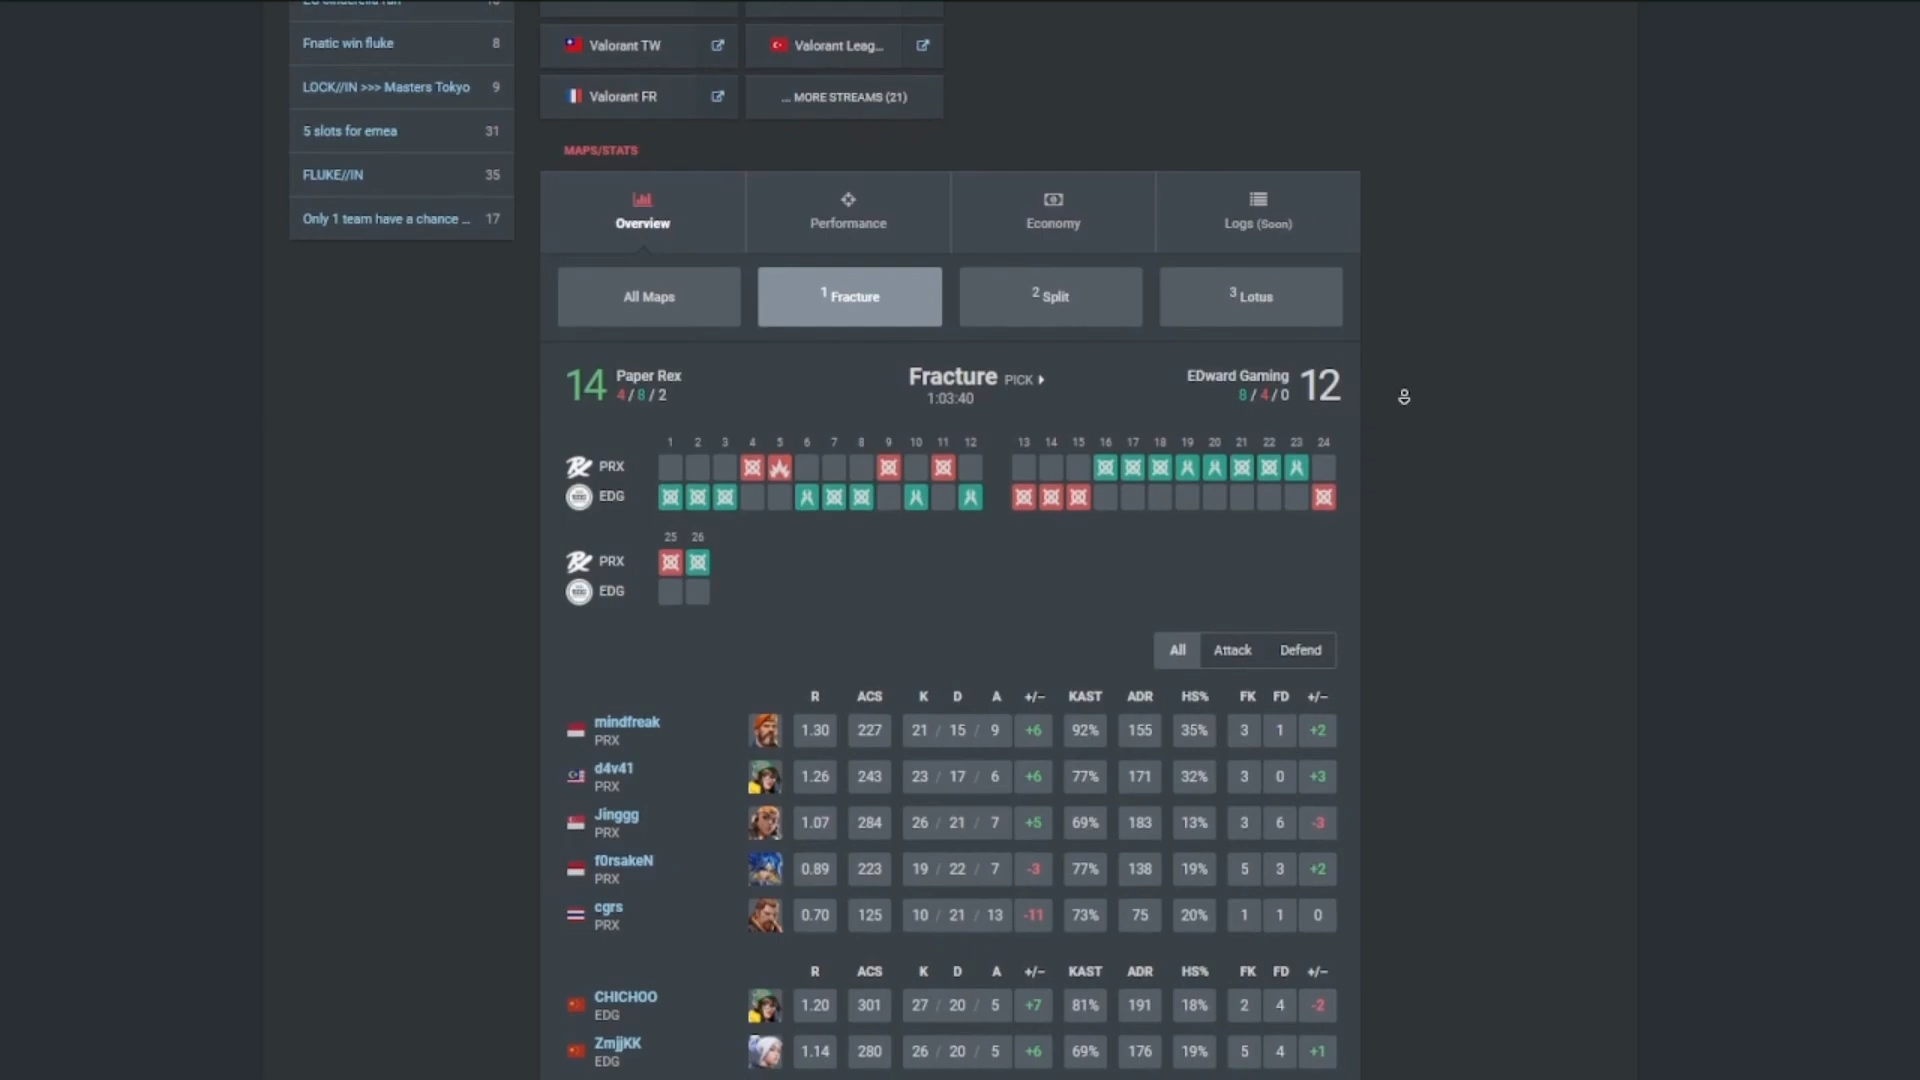 Fnatic win fluke 8
LOCK//IN >>> Masters Tokyo 9
5 slots for emea 31
FLUKE//IN 35
Only 1 team have a chance ... 17
Valorant TW
Valorant Leag...
Valorant FR
... MORE STREAMS (21)
MAPS/STATS
Overview
Performance
Economy
Logs (Soon)
All Maps
1 Fracture
2 Split
3 Lotus
14 Paper Rex
4 / 8 / 2
Fracture PICK
1:03:40
EDward Gaming 12
8 / 4 / 0
1 2 3 4 5 6 7 8 9 10 11 12 13 14 15 16 17 18 19 20 21 22 23 24
PRX
EDG
25 26
PRX
EDG
All Attack Defend
R ACS K D A +/– KAST ADR HS% FK FD +/–
mindfreak
PRX
1.30 227 21 / 15 / 9 +6 92% 155 35% 3 1 +2
d4v41
PRX
1.26 243 23 / 17 / 6 +6 77% 171 32% 3 0 +3
Jinggg
PRX
1.07 284 26 / 21 / 7 +5 69% 183 13% 3 6 -3
f0rsakeN
PRX
0.89 223 19 / 22 / 7 -3 77% 138 19% 5 3 +2
cgrs
PRX
0.70 125 10 / 21 / 13 -11 73% 75 20% 1 1 0
R ACS K D A +/– KAST ADR HS% FK FD +/–
CHICHOO
EDG
1.20 301 27 / 20 / 5 +7 81% 191 18% 2 4 -2
ZmjjKK
EDG
1.14 280 26 / 20 / 5 +6 69% 176 19% 5 4 +1